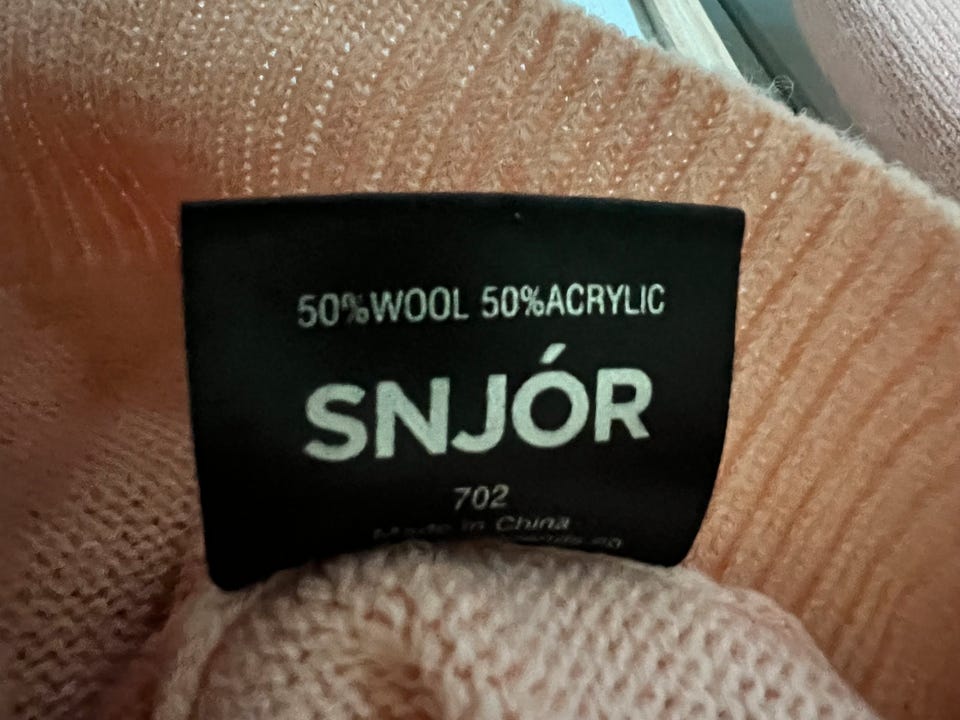 50%WOOL 50%ACRYLIC
SNJÓR
702
Made in China